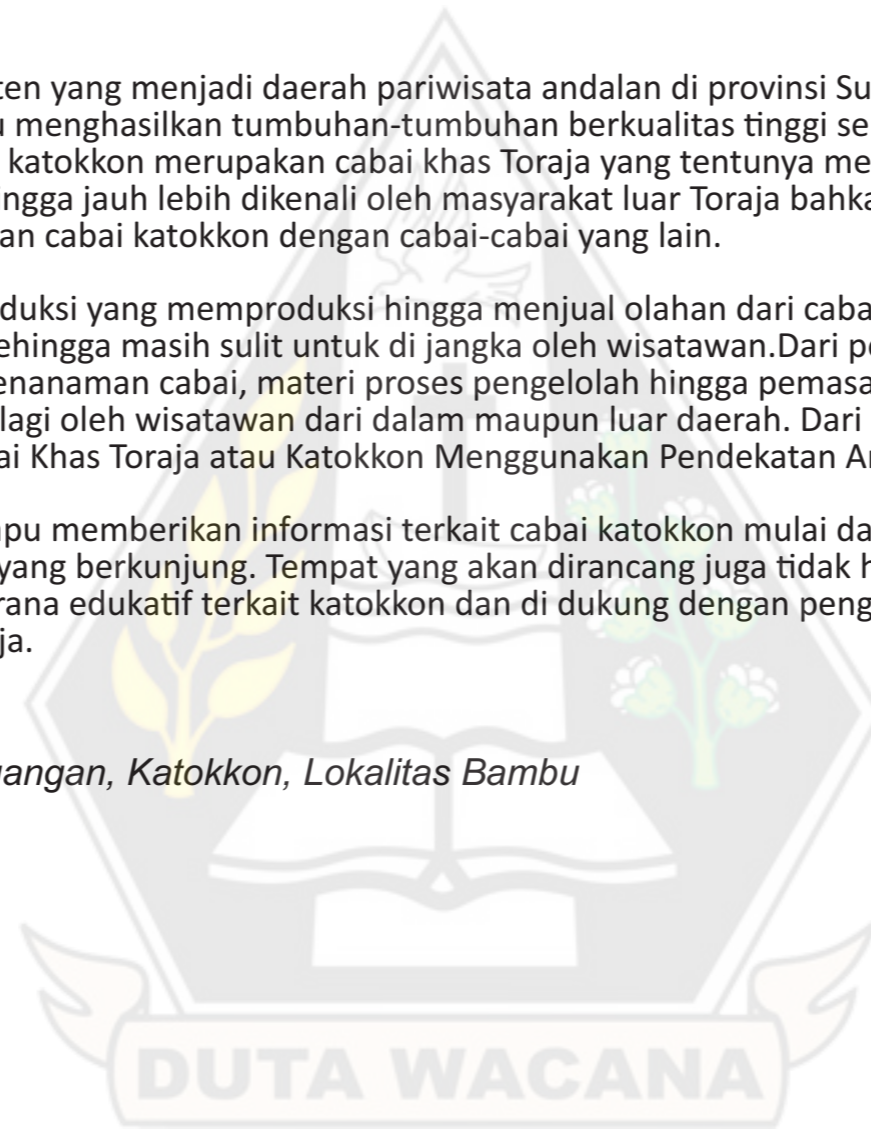 ten yang menjadi daerah pariwisata andalan di provinsi Su
u menghasilkan tumbuhan-tumbuhan berkualitas tinggi se
katokkon merupakan cabai khas Toraja yang tentunya me
ingga jauh lebih dikenali oleh masyarakat luar Toraja bahka
an cabai katokkon dengan cabai-cabai yang lain.
duksi yang memproduksi hingga menjual olahan dari caba
ehingga masih sulit untuk di jangka oleh wisatawan.Dari pe
enanaman cabai, materi proses pengelolah hingga pemasa
lagi oleh wisatawan dari dalam maupun luar daerah. Dari
ai Khas Toraja atau Katokkon Menggunakan Pendekatan Ar
pu memberikan informasi terkait cabai katokkon mulai da
yang berkunjung. Tempat yang akan dirancang juga tidak h
rana edukatif terkait katokkon dan di dukung dengan peng
ja.
angan, Katokkon, Lokalitas Bambu
DUTA WACANA